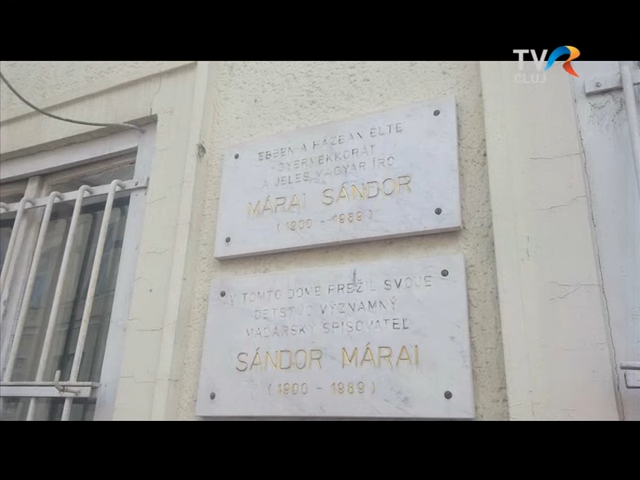 TVR
CLUJ
EBBEN A HÁZBAN ÉLTE
GYERMEKKORÁT
A JELES MAGYAR ÍRÓ
MÁRAI SÁNDOR
(1900 - 1989)
V TOMTO DOME PREŽIL SVOJE
DETSTVO VÝZNAMNÝ
MAĎARSKÝ SPISOVATEĽ
SÁNDOR MÁRAI
(1900 - 1989)